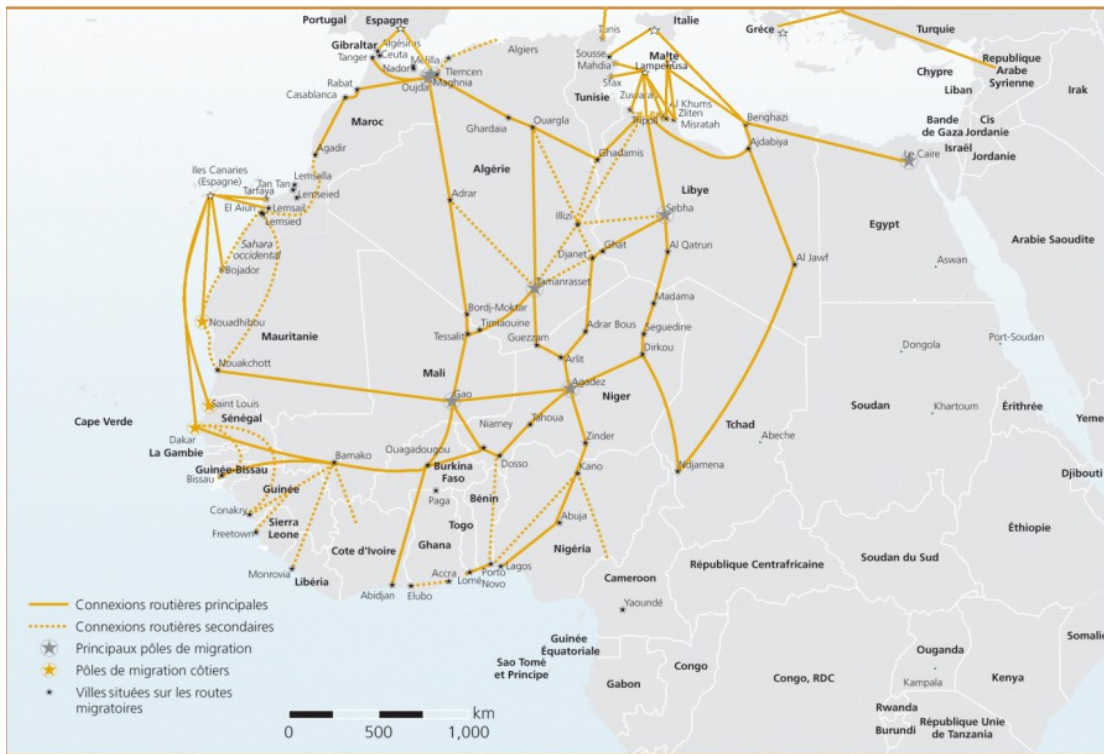 Portugal
Espagne
Italie
Gréce
Turquie
Tunis
Algésiras
Gibraltar
Ceuta
Tanger
Melilla
Nador
Algiers
Tlemcen
Maghnia
Oujda
Sousse
Mahdia
Malte
Lampedusa
Sfax
Chypre
Republique
Arabe
Syrienne
Liban
Irak
Rabat
Casablanca
Tunisie
Zuwara
Al Khums
Zliten
Tripoli
Misratah
Benghazi
Bande
de Gaza
Cis
Jordanie
Israël
Jordanie
Maroc
Ghardaia
Ouargla
Ghadamis
Ajdabiya
Le Caire
Agadir
Algérie
Libye
Iles Canaries
(Espagne)
Tan Tan
Lemsella
Tarfaya
Lemseied
El Aiun
Lemsail
Lemsied
Adrar
Illizi
Sebha
Egypt
Arabie Saoudite
Sahara
occidental
Bojador
Djanet
Ghat
Al Qatrun
Al Jawf
Aswan
Tamanrasset
Nouadhibou
Mauritanie
Bordj-Moktar
Timiaouine
Tessalit
Guezzam
Adrar Bous
Madama
Seguedine
Dirkou
Dongola
Port-Soudan
Nouakchott
Mali
Arlit
Gao
Agadez
Niger
Cape Verde
Saint Louis
Sénégal
Dakar
La Gambie
Niamey
Tahoua
Tchad
Abeche
Soudan
Khartoum
Érithrée
Yeme
Guinée-Bissau
Bissau
Bamako
Ouagadougou
Burkina
Faso
Dosso
Zinder
Kano
Ndjamena
Djibouti
Guinée
Conakry
Sierra
Leone
Freetown
Paga
Bénin
Togo
Abuja
Nigéria
Éthiopie
Monrovia
Libéria
Cote d'Ivoire
Ghana
Accra
Lomé
Porto
Novo
Lagos
Abidjan
Elubo
Cameroon
Yaoundé
République Centrafricaine
Soudan du Sud
Guinée
Équatoriale
Sao Tomé
et Principe
Gabon
Congo
Congo, RDC
Ouganda
Kampala
Kenya
Somalie
Rwanda
Burundi
République Unie
de Tanzania
Connexions routières principales
Connexions routières secondaires
Principaux pôles de migration
Pôles de migration côtiers
Villes situées sur les routes
migratoires
km
0 500 1,000